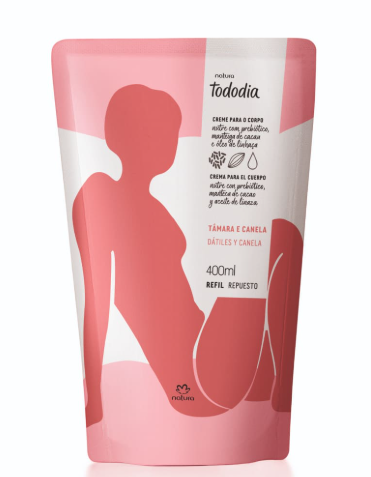 natura
tododia
CREME PARA O CORPO
nutre com prebiótico,
manteiga de cacau
e óleo de linhaça
CREMA PARA EL CUERPO
nutre con prebiótico,
manteca de cacao
y aceite de linaza
TÂMARA E CANELA
DÁTILES Y CANELA
400ml
REFIL REPUESTO
natura